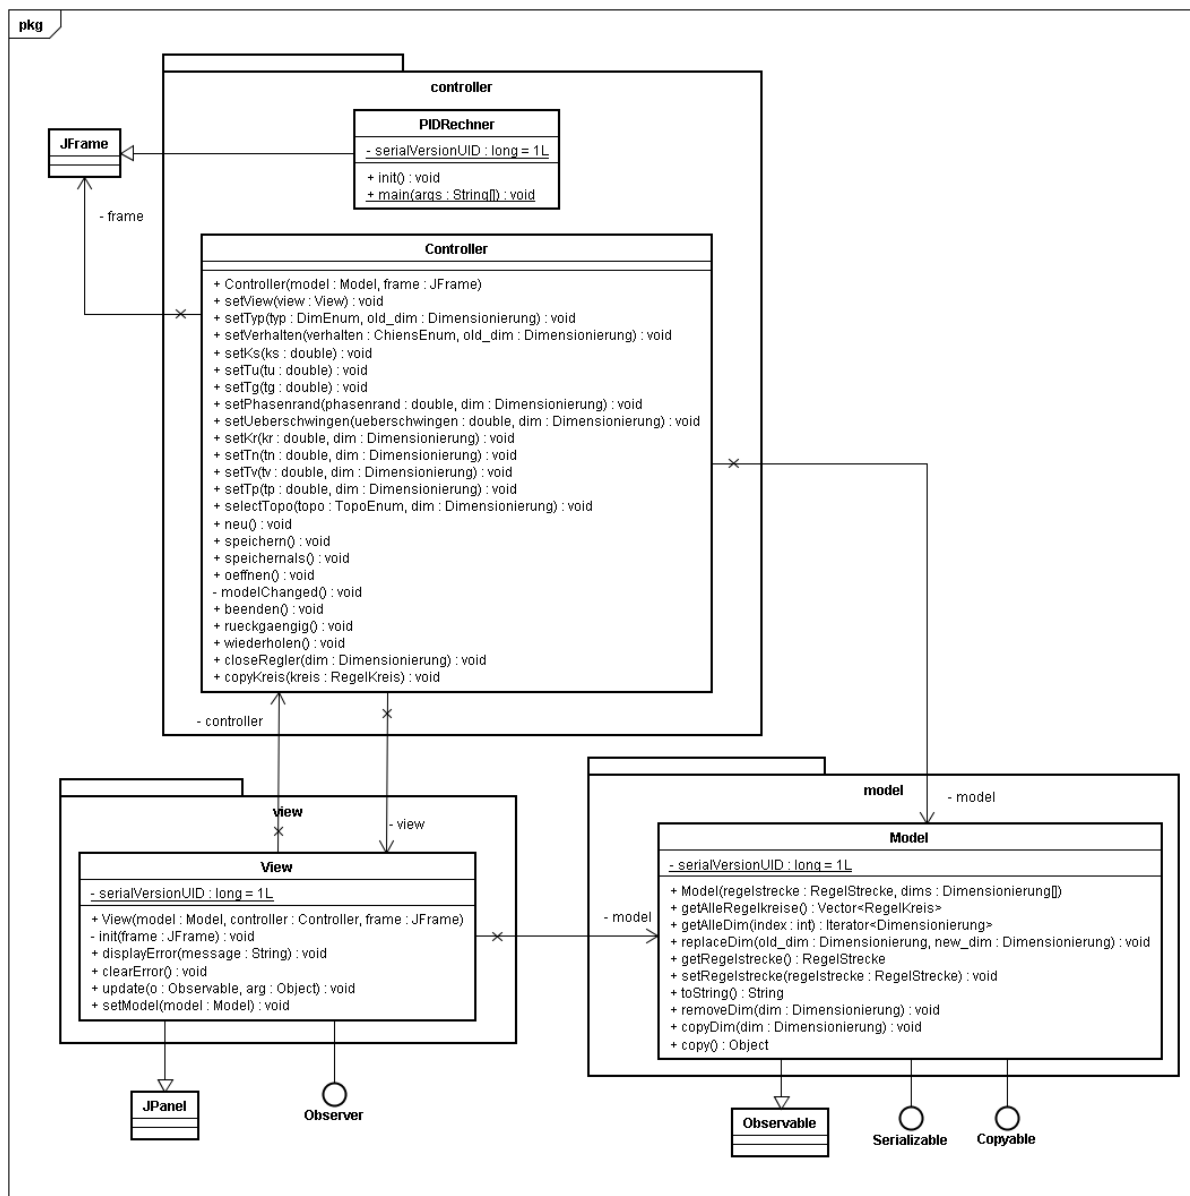 pkg
controller
PIDRechner
- serialVersionUID : long = 1L
+ init() : void
+ main(args : String[]) : void
JFrame
- frame
Controller
+ Controller(model : Model, frame : JFrame)
+ setView(view : View) : void
+ setTyp(typ : DimEnum, old_dim : Dimensionierung) : void
+ setVerhalten(verhalten : ChiensEnum, old_dim : Dimensionierung) : void
+ setKs(ks : double) : void
+ setTu(tu : double) : void
+ setTg(tg : double) : void
+ setPhasenrand(phasenrand : double, dim : Dimensionierung) : void
+ setUeberschwingen(ueberschwingen : double, dim : Dimensionierung) : void
+ setKr(kr : double, dim : Dimensionierung) : void
+ setTn(tn : double, dim : Dimensionierung) : void
+ setTv(tv : double, dim : Dimensionierung) : void
+ setTp(tp : double, dim : Dimensionierung) : void
+ selectTopo(topo : TopoEnum, dim : Dimensionierung) : void
+ neu() : void
+ speichern() : void
+ speichernals() : void
+ oeffnen() : void
- modelChanged() : void
+ beenden() : void
+ rueckgaengig() : void
+ wiederholen() : void
+ closeRegler(dim : Dimensionierung) : void
+ copyKreis(kreis : RegelKreis) : void
- controller
- view
- model
view
View
- serialVersionUID : long = 1L
+ View(model : Model, controller : Controller, frame : JFrame)
- init(frame : JFrame) : void
+ displayError(message : String) : void
+ clearError() : void
+ update(o : Observable, arg : Object) : void
+ setModel(model : Model) : void
- model
JPanel
Observer
model
Model
- serialVersionUID : long = 1L
+ Model(regelstrecke : RegelStrecke, dims : Dimensionierung[])
+ getAlleRegelkreise() : Vector<RegelKreis>
+ getAlleDim(index : int) : Iterator<Dimensionierung>
+ replaceDim(old_dim : Dimensionierung, new_dim : Dimensionierung) : void
+ getRegelstrecke() : RegelStrecke
+ setRegelstrecke(regelstrecke : RegelStrecke) : void
+ toString() : String
+ removeDim(dim : Dimensionierung) : void
+ copyDim(dim : Dimensionierung) : void
+ copy() : Object
Observable
Serializable
Copyable